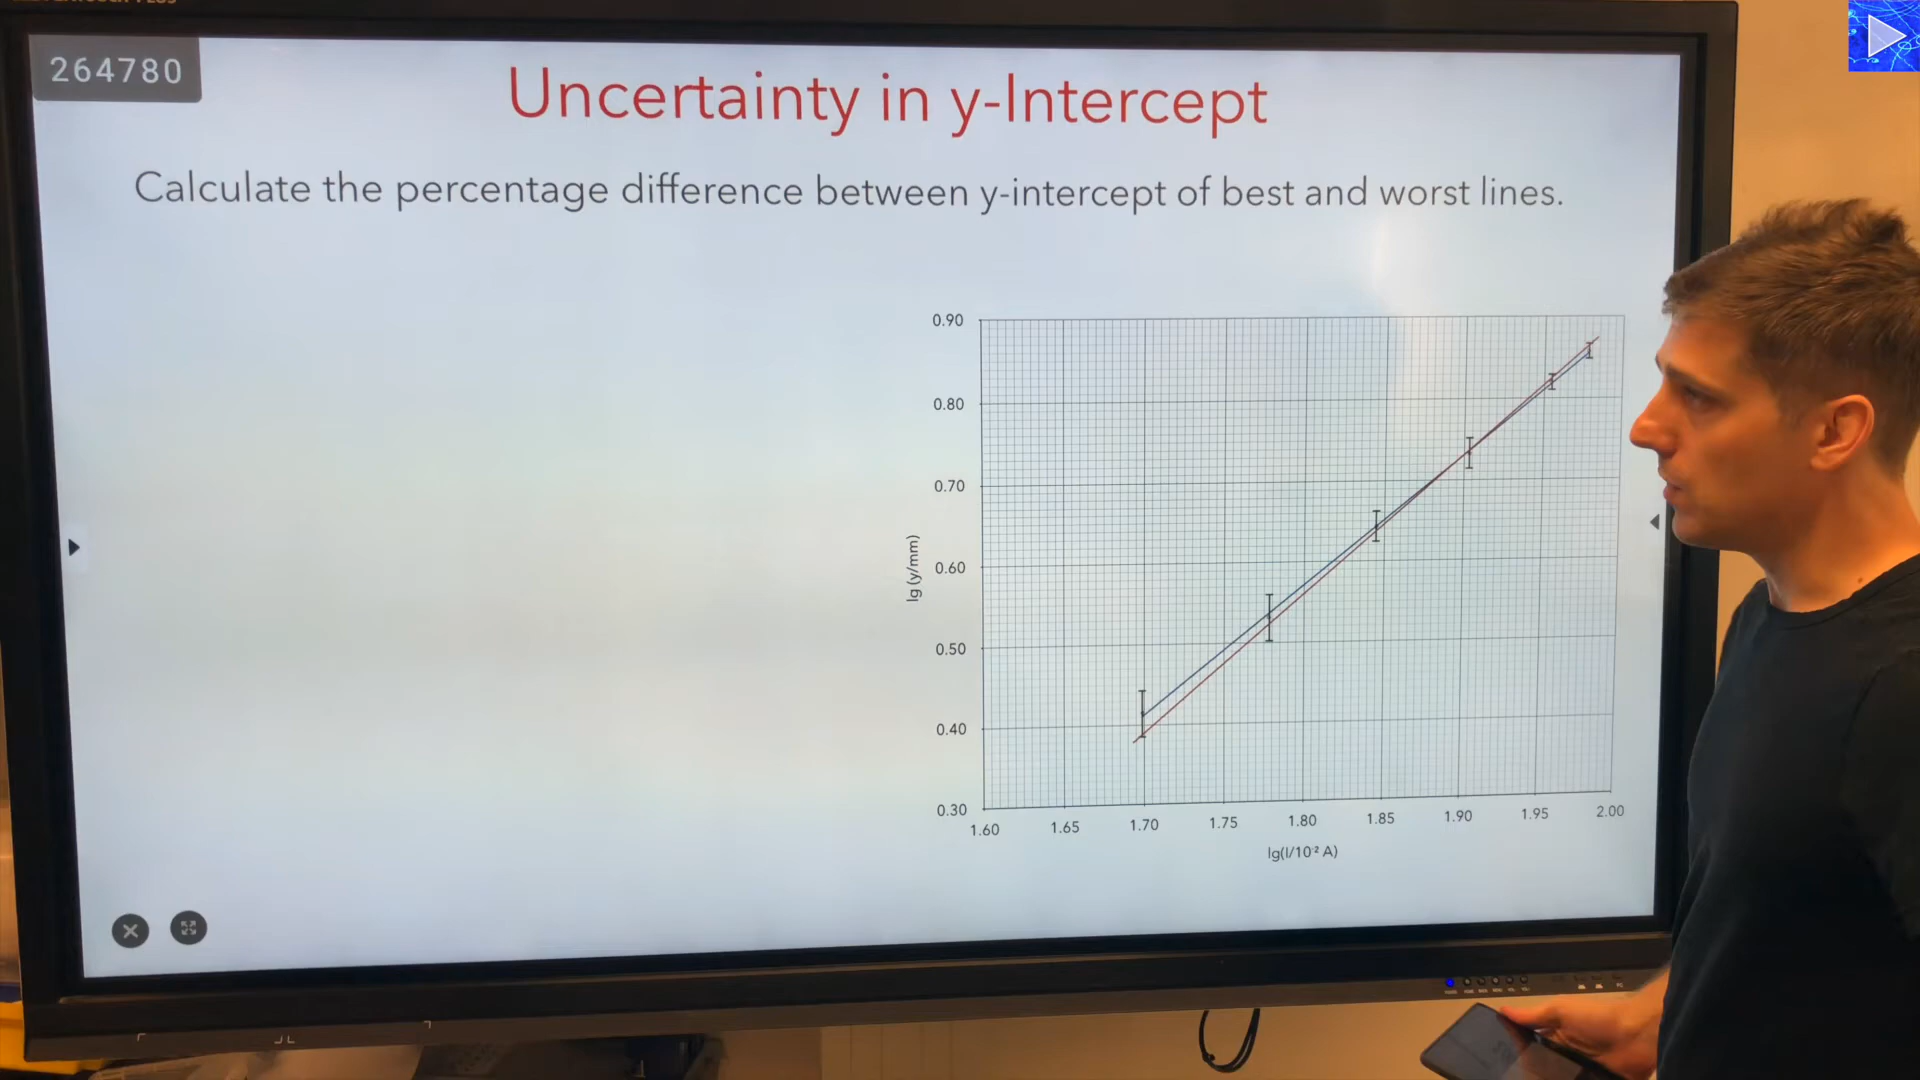 264780
Uncertainty in y-Intercept
Calculate the percentage difference between y-intercept of best and worst lines.
0.90
0.80
0.70
0.60
0.50
0.40
0.30
lg (y/mm)
1.60 1.65 1.70 1.75 1.80 1.85 1.90 1.95 2.00
lg(I/10⁻² A)